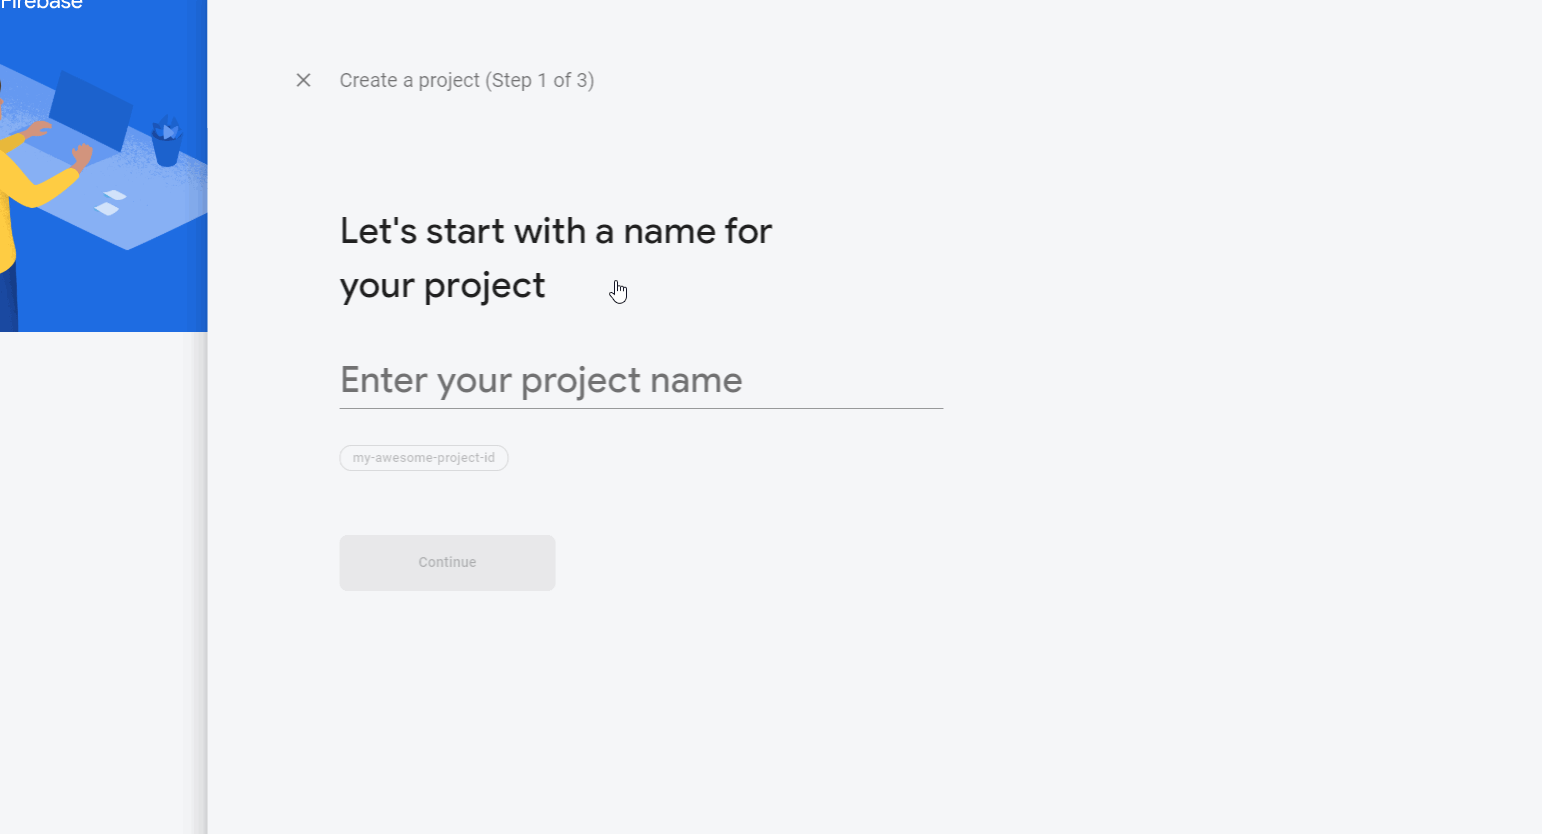 Firebase
Create a project (Step 1 of 3)
Let's start with a name for
your project
Enter your project name
my-awesome-project-id
Continue